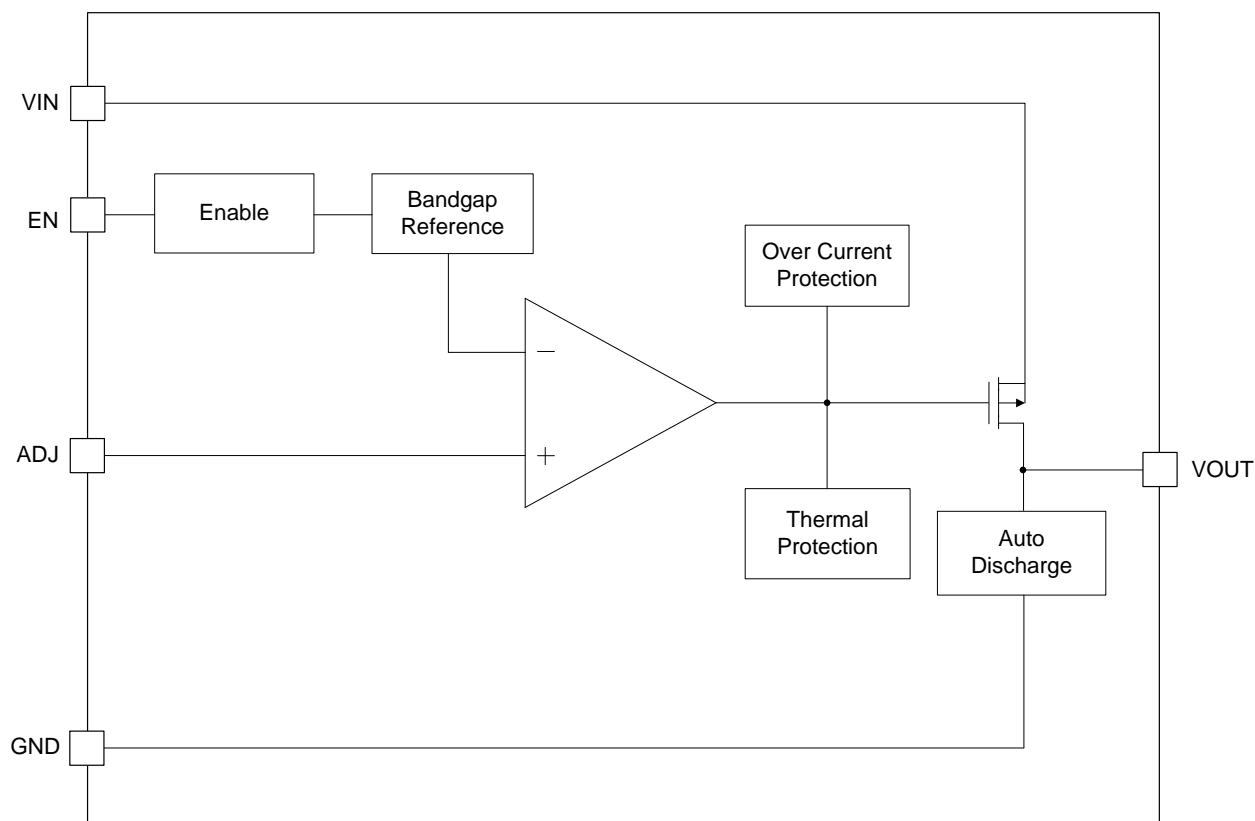 VIN
EN
Enable
Bandgap
Reference
Over Current
Protection
−
ADJ
+
VOUT
Thermal
Protection
Auto
Discharge
GND